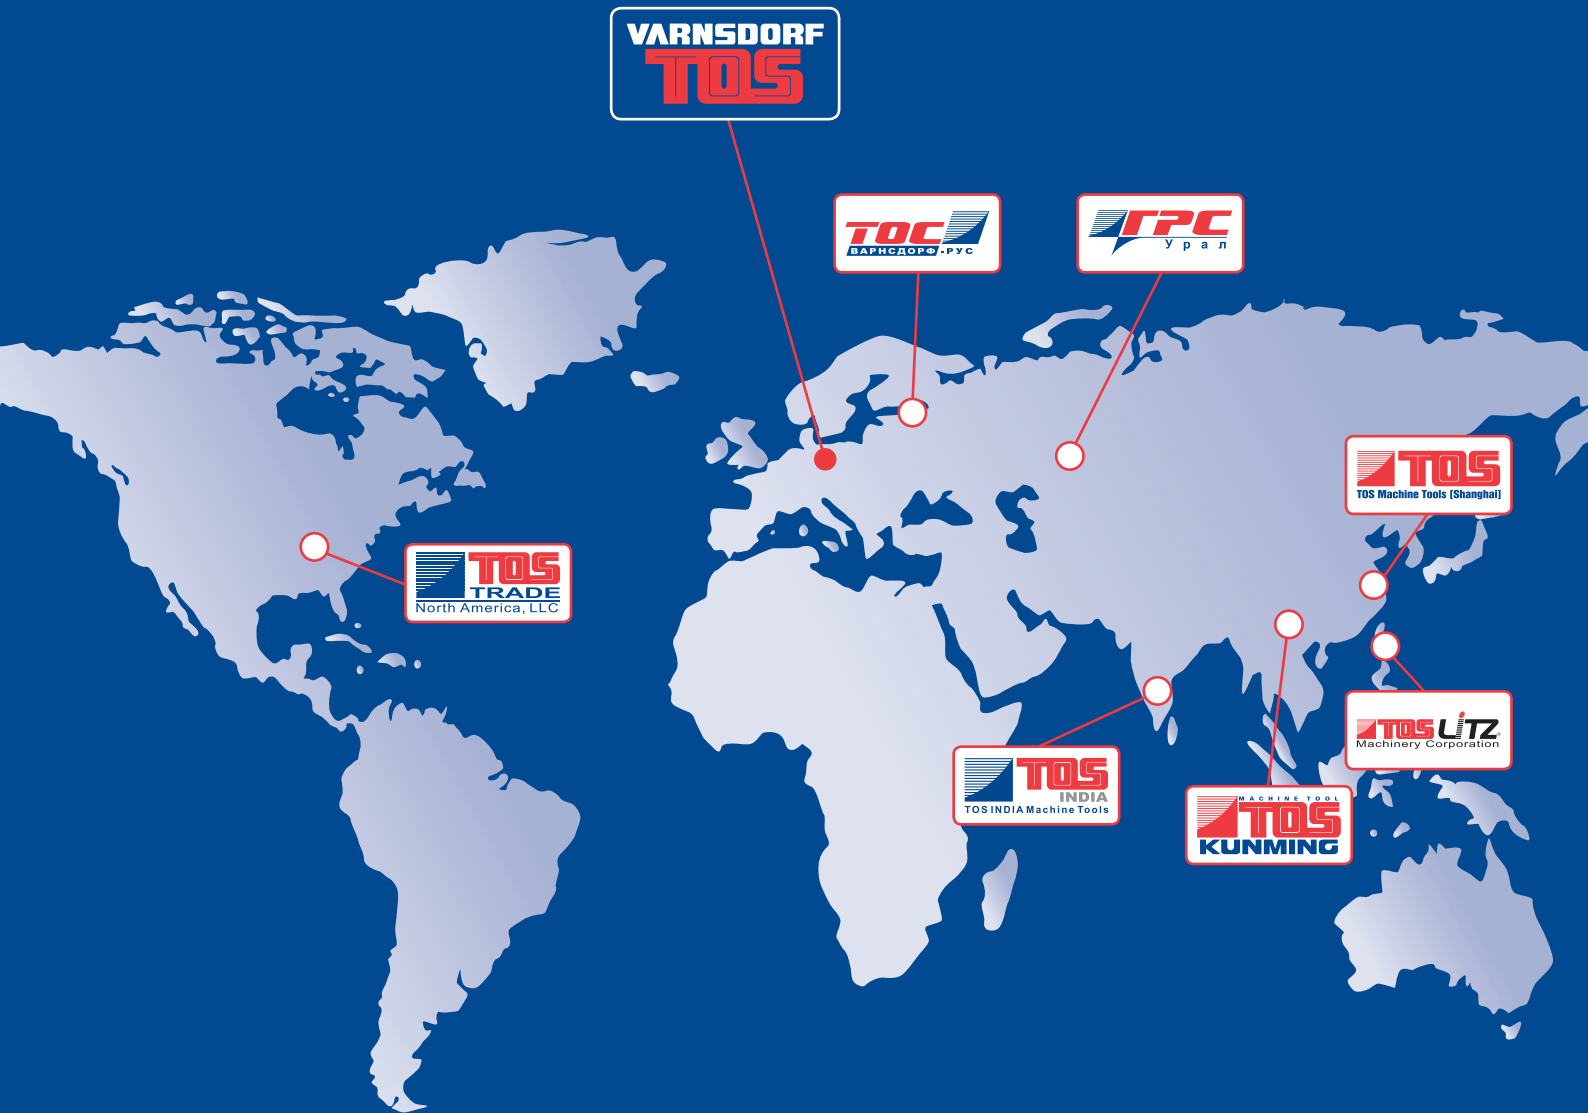 VARNSDORF
TOS
ТОС
ВАРНСДОРФ-РУС
ГРС
Урал
TOS
TOS Machine Tools [Shanghai]
TOS
TRADE
North America, LLC
TOS LiTZ
Machinery Corporation
TOS
INDIA
TOS INDIA Machine Tools
MACHINE TOOL
TOS
KUNMING